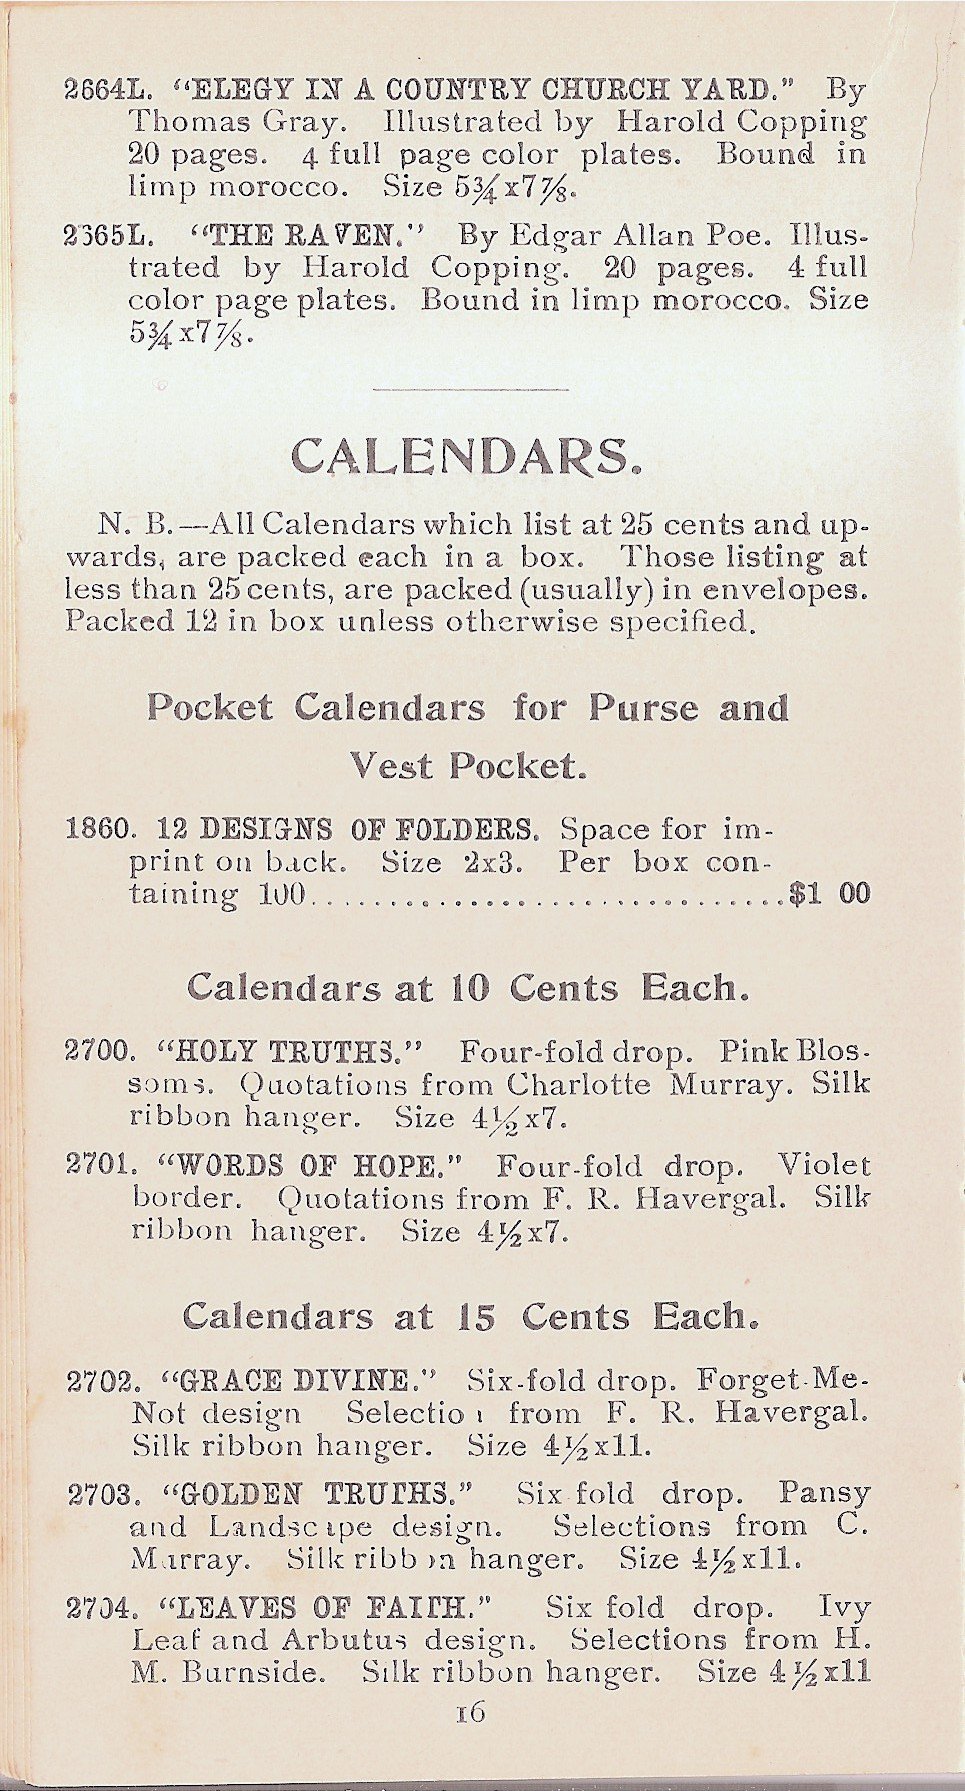 2664L. “ELEGY IN A COUNTRY CHURCH YARD.” By
Thomas Gray. Illustrated by Harold Copping
20 pages. 4 full page color plates. Bound in
limp morocco. Size 5¾x7⅞.
2365L. “THE RAVEN.” By Edgar Allan Poe. Illus-
trated by Harold Copping. 20 pages. 4 full
color page plates. Bound in limp morocco. Size
5¾x7⅞.
CALENDARS.
N. B.—All Calendars which list at 25 cents and up-
wards, are packed each in a box. Those listing at
less than 25 cents, are packed (usually) in envelopes.
Packed 12 in box unless otherwise specified.
Pocket Calendars for Purse and
Vest Pocket.
1860. 12 DESIGNS OF FOLDERS. Space for im-
print on back. Size 2x3. Per box con-
taining 100..............................$1 00
Calendars at 10 Cents Each.
2700. “HOLY TRUTHS.” Four-fold drop. Pink Blos-
soms. Quotations from Charlotte Murray. Silk
ribbon hanger. Size 4½x7.
2701. “WORDS OF HOPE.” Four-fold drop. Violet
border. Quotations from F. R. Havergal. Silk
ribbon hanger. Size 4½x7.
Calendars at 15 Cents Each.
2702. “GRACE DIVINE.” Six-fold drop. Forget-Me-
Not design Selection from F. R. Havergal.
Silk ribbon hanger. Size 4½x11.
2703. “GOLDEN TRUTHS.” Six fold drop. Pansy
and Landscape design. Selections from C.
Murray. Silk ribbon hanger. Size 4½x11.
2704. “LEAVES OF FAITH.” Six fold drop. Ivy
Leaf and Arbutus design. Selections from H.
M. Burnside. Silk ribbon hanger. Size 4½x11
16